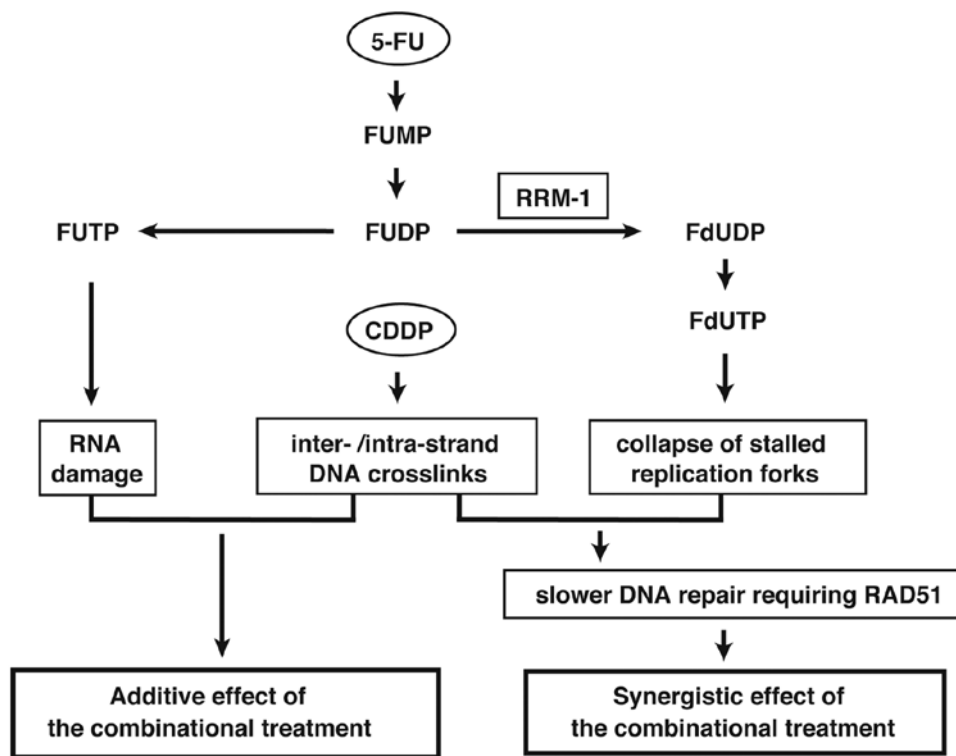 5-FU
FUMP
RRM-1
FUTP
FUDP
FdUDP
CDDP
FdUTP
RNA
damage
inter- /intra-strand
DNA crosslinks
collapse of stalled
replication forks
slower DNA repair requiring RAD51
Additive effect of
the combinational treatment
Synergistic effect of
the combinational treatment